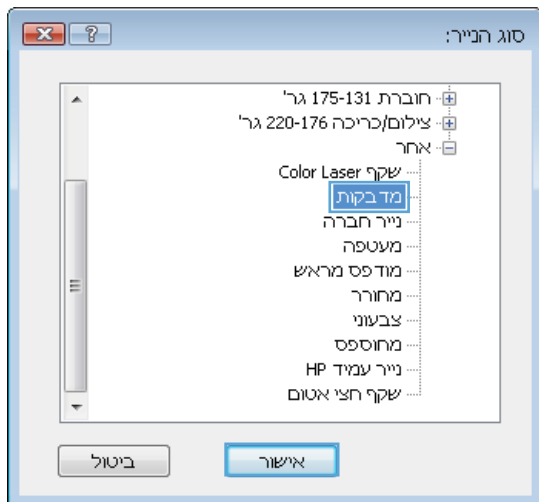 סוג הנייר:
חוברת 175-131 גר'
צילום/כריכה 220-176 גר'
אחר
שקף Color Laser
מדבקות
נייר חברה
מעטפה
מודפס מראש
מחורר
צבעוני
מחוספס
נייר עמיד HP
שקף חצי אטום
אישור
ביטול